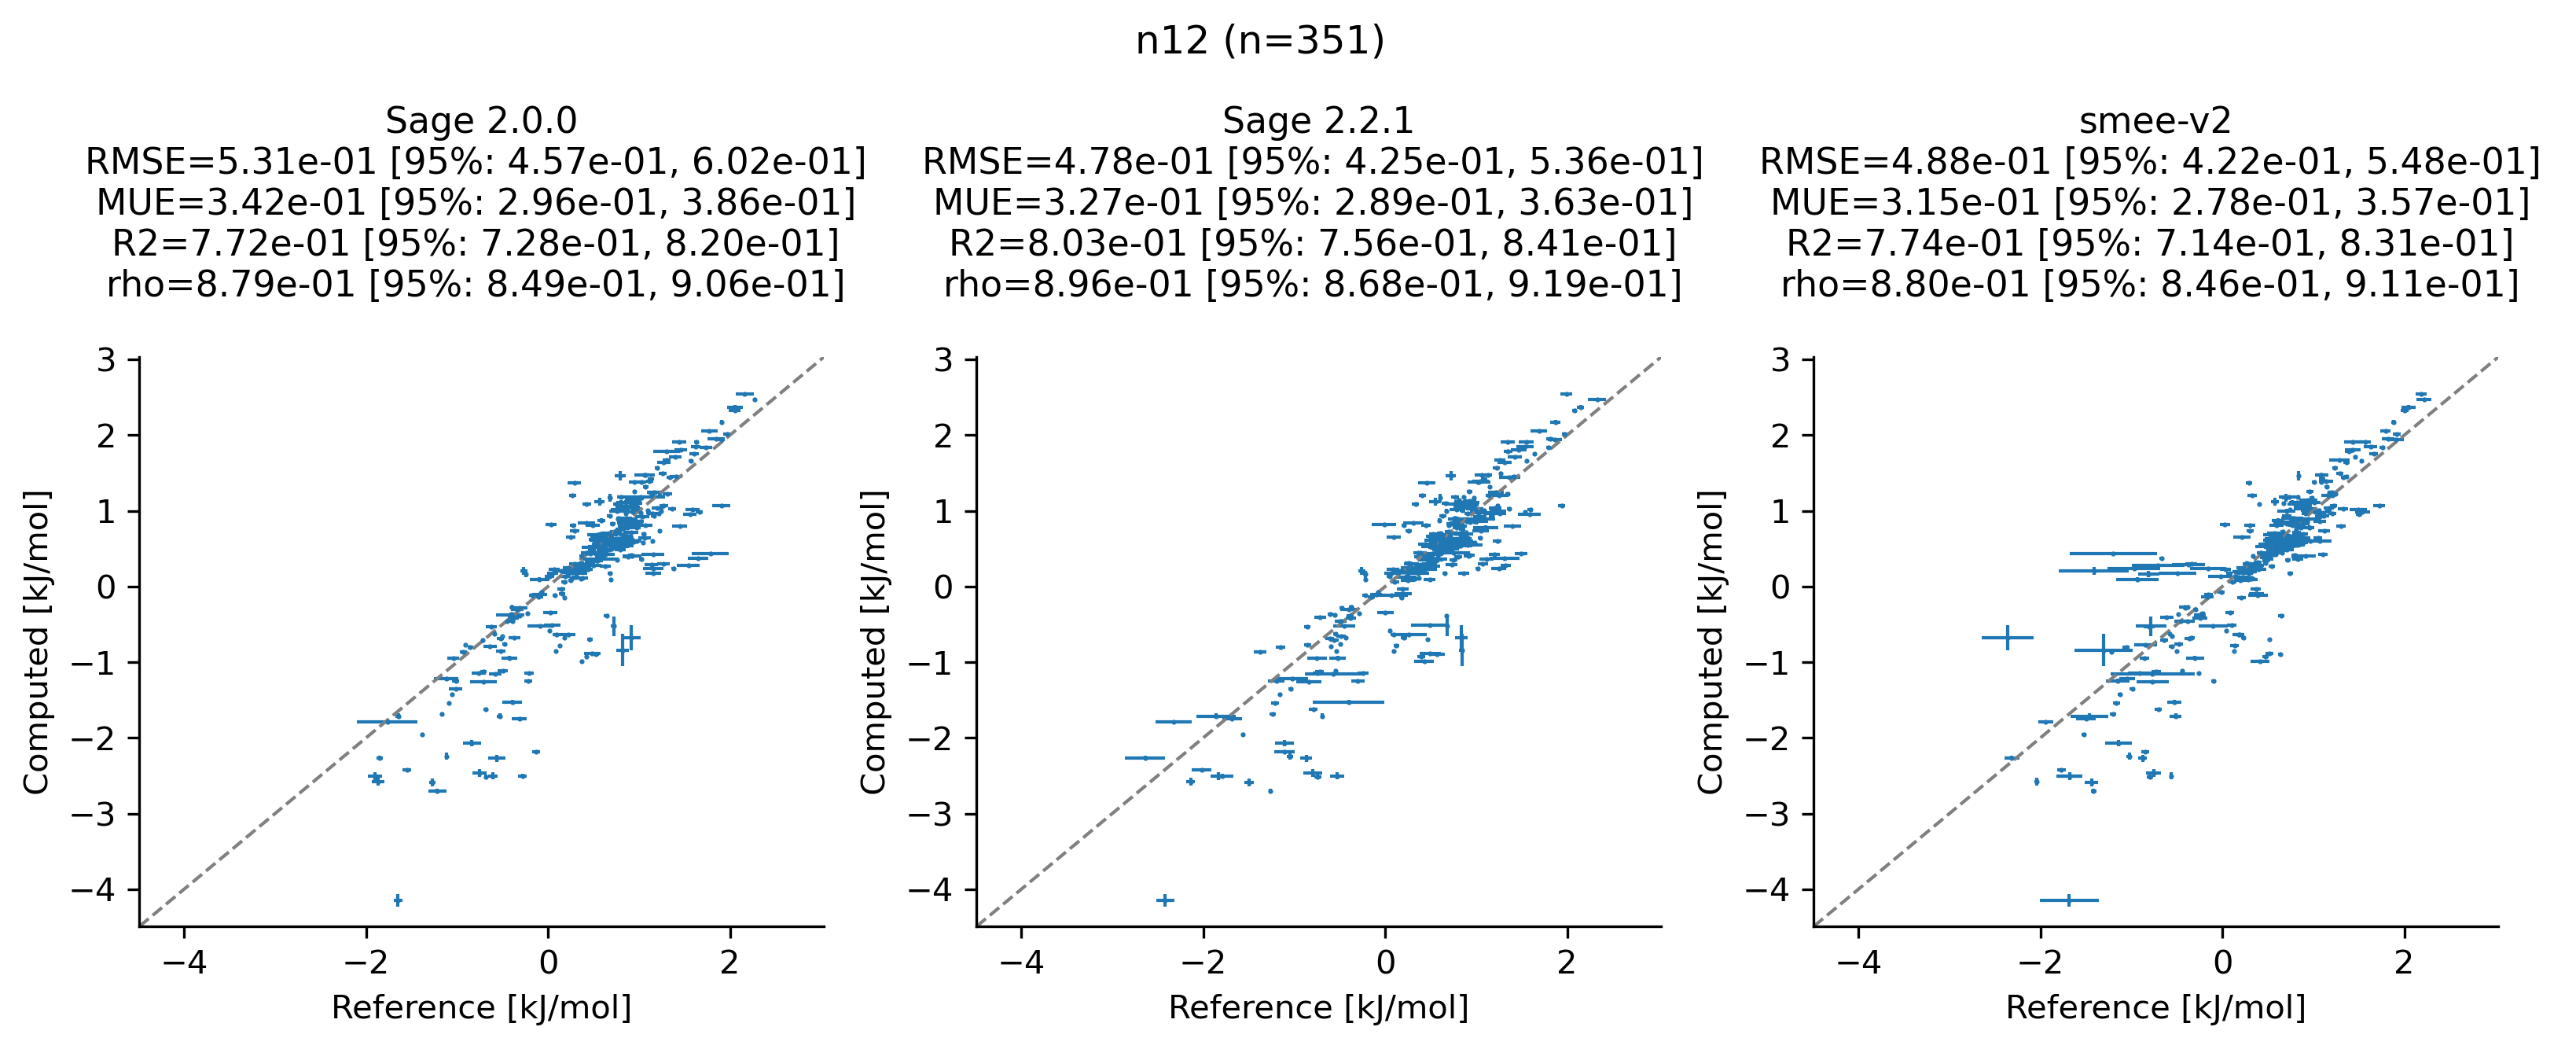 n12 (n=351)
Sage 2.0.0
RMSE=5.31e-01 [95%: 4.57e-01, 6.02e-01]
MUE=3.42e-01 [95%: 2.96e-01, 3.86e-01]
R2=7.72e-01 [95%: 7.28e-01, 8.20e-01]
rho=8.79e-01 [95%: 8.49e-01, 9.06e-01]
3
2
1
0
−1
−2
−3
−4
Computed [kJ/mol]
−4 −2 0 2
Reference [kJ/mol]
Sage 2.2.1
RMSE=4.78e-01 [95%: 4.25e-01, 5.36e-01]
MUE=3.27e-01 [95%: 2.89e-01, 3.63e-01]
R2=8.03e-01 [95%: 7.56e-01, 8.41e-01]
rho=8.96e-01 [95%: 8.68e-01, 9.19e-01]
3
2
1
0
−1
−2
−3
−4
Computed [kJ/mol]
−4 −2 0 2
Reference [kJ/mol]
smee-v2
RMSE=4.88e-01 [95%: 4.22e-01, 5.48e-01]
MUE=3.15e-01 [95%: 2.78e-01, 3.57e-01]
R2=7.74e-01 [95%: 7.14e-01, 8.31e-01]
rho=8.80e-01 [95%: 8.46e-01, 9.11e-01]
3
2
1
0
−1
−2
−3
−4
Computed [kJ/mol]
−4 −2 0 2
Reference [kJ/mol]